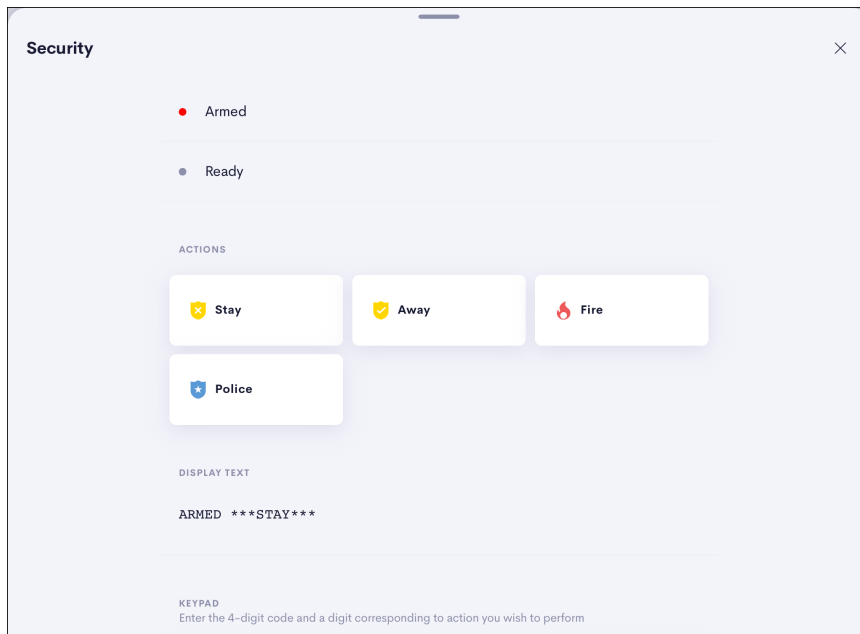 Security
Armed
Ready
ACTIONS
Stay
Away
Fire
Police
DISPLAY TEXT
ARMED ***STAY***
KEYPAD
Enter the 4-digit code and a digit corresponding to action you wish to perform